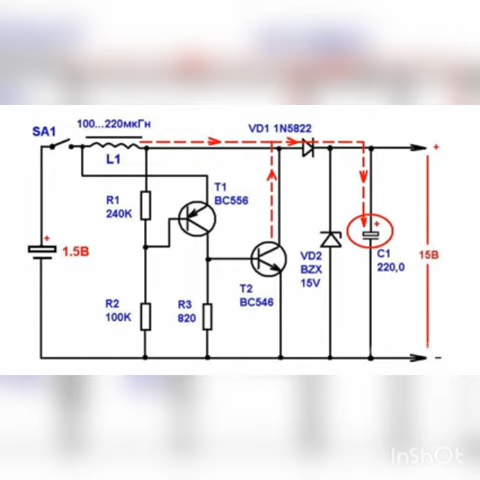 100...220мкГн
SA1
VD1 1N5822
+
L1
T1
BC556
R1
240K
+
+
1.5В
C1
220,0
15В
VD2
BZX
15V
T2
BC546
R2
100K
R3
820
-
InShOt